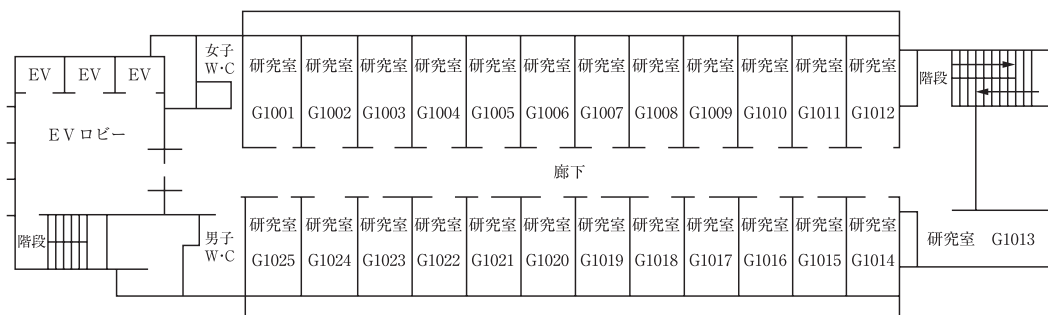 EV EV EV
EVロビー
階段
女子
W・C
男子
W・C
研究室 研究室 研究室 研究室 研究室 研究室 研究室 研究室 研究室 研究室 研究室 研究室
G1001 G1002 G1003 G1004 G1005 G1006 G1007 G1008 G1009 G1010 G1011 G1012
階段
廊下
研究室 研究室 研究室 研究室 研究室 研究室 研究室 研究室 研究室 研究室 研究室 研究室
G1025 G1024 G1023 G1022 G1021 G1020 G1019 G1018 G1017 G1016 G1015 G1014
研究室 G1013